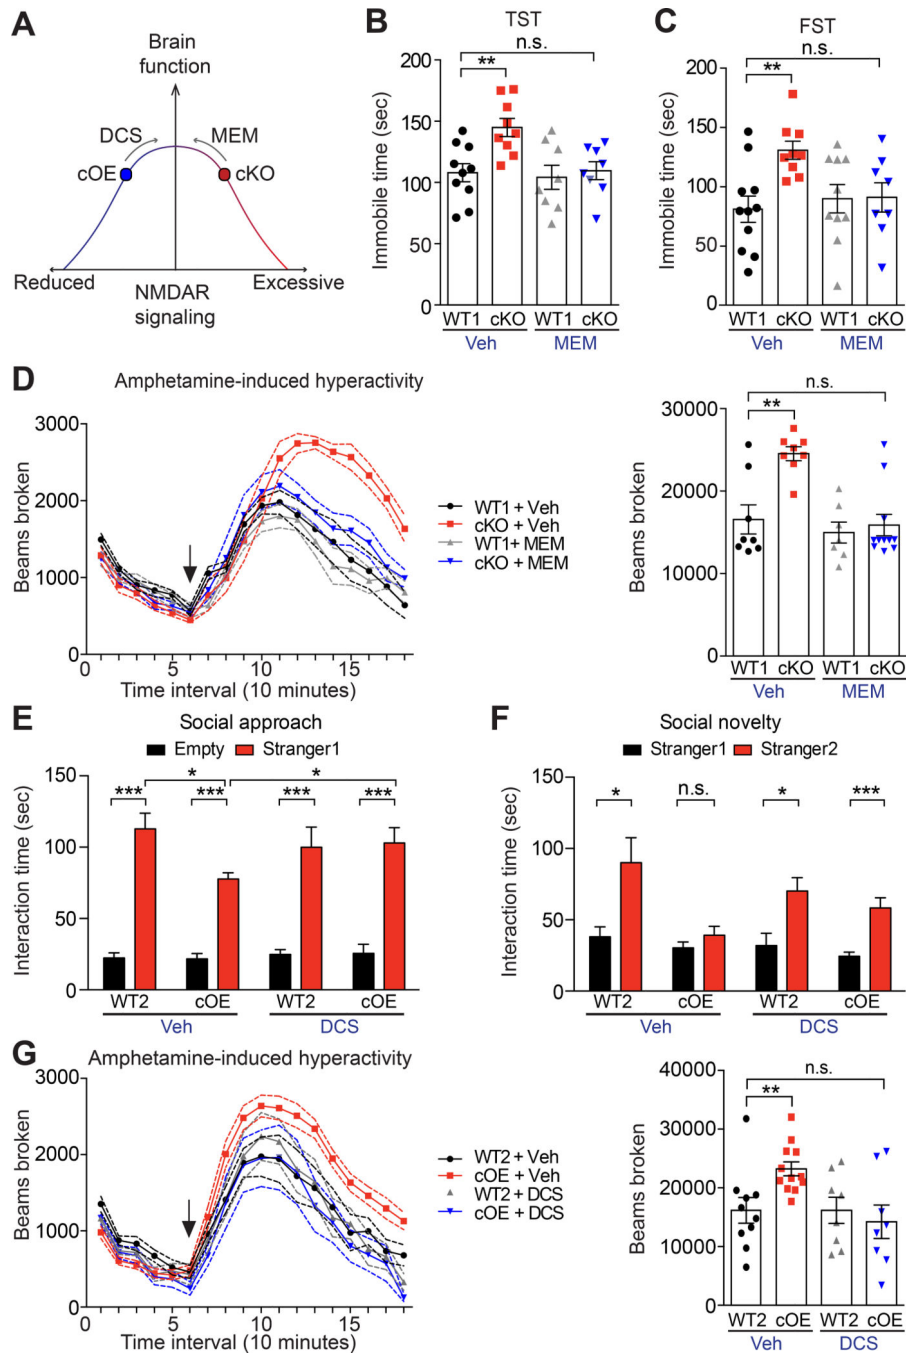 A
Brain
function
DCS
MEM
cOE
cKO
Reduced
Excessive
NMDAR
signaling
B
TST
n.s.
**
Immobile time (sec)
200
150
100
50
0
WT1 cKO WT1 cKO
Veh MEM
C
FST
n.s.
**
Immobile time (sec)
200
150
100
50
0
WT1 cKO WT1 cKO
Veh MEM
D
Amphetamine-induced hyperactivity
Beams broken
3000
2000
1000
0
0 5 10 15
Time interval (10 minutes)
WT1 + Veh
cKO + Veh
WT1+ MEM
cKO + MEM
n.s.
**
Beams broken
30000
20000
10000
0
WT1 cKO WT1 cKO
Veh MEM
E
Social approach
Empty Stranger1
Interaction time (sec)
150
100
50
0
* *
*** *** *** ***
WT2 cOE WT2 cOE
Veh DCS
F
Social novelty
Stranger1 Stranger2
Interaction time (sec)
150
100
50
0
* n.s. * ***
WT2 cOE WT2 cOE
Veh DCS
G
Amphetamine-induced hyperactivity
Beams broken
3000
2000
1000
0
0 5 10 15
Time interval (10 minutes)
WT2 + Veh
cOE + Veh
WT2 + DCS
cOE + DCS
n.s.
**
Beams broken
40000
30000
20000
10000
0
WT2 cOE WT2 cOE
Veh DCS